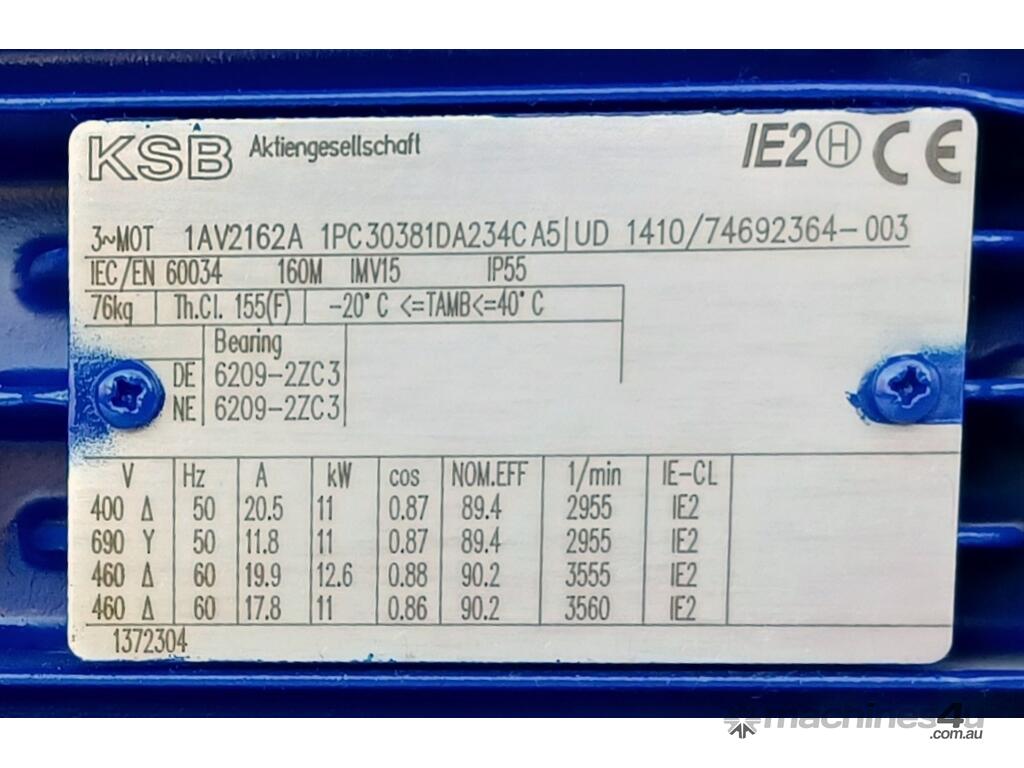 KSB Aktiengesellschaft IE2 H CE
3~MOT 1AV2162A 1PC30381DA234CA5 UD 1410/74692364-003
IEC/EN 60034 160M IMV15 IP55
76kg Th.Cl. 155(F) -20°C <=TAMB<=40°C
Bearing
DE 6209-2ZC3
NE 6209-2ZC3
V Hz A kW cos NOM.EFF 1/min IE-CL
400 Δ 50 20.5 11 0.87 89.4 2955 IE2
690 Y 50 11.8 11 0.87 89.4 2955 IE2
460 Δ 60 19.9 12.6 0.88 90.2 3555 IE2
460 Δ 60 17.8 11 0.86 90.2 3560 IE2
1372304
machines4u
.com.au